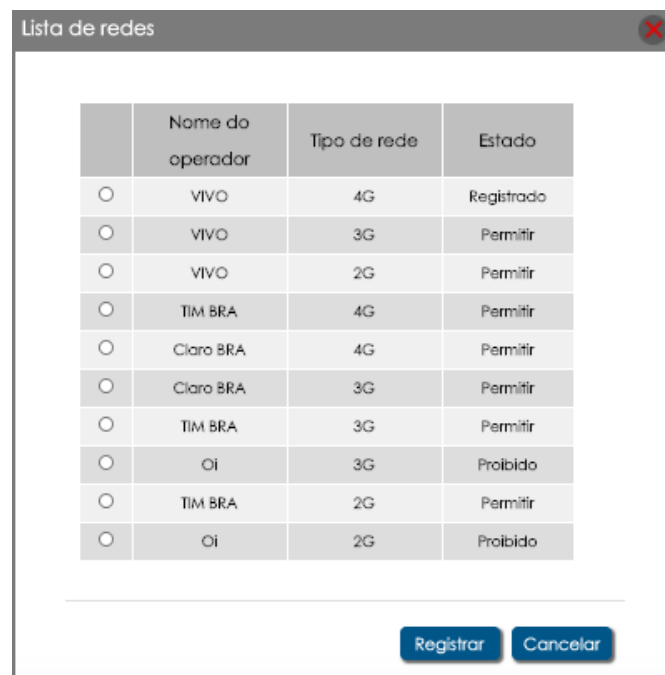 Lista de redes
Nome do
operador
Tipo de rede
Estado
VIVO 4G Registrado
VIVO 3G Permitir
VIVO 2G Permitir
TIM BRA 4G Permitir
Claro BRA 4G Permitir
Claro BRA 3G Permitir
TIM BRA 3G Permitir
Oi 3G Proibido
TIM BRA 2G Permitir
Oi 2G Proibido
Registrar Cancelar